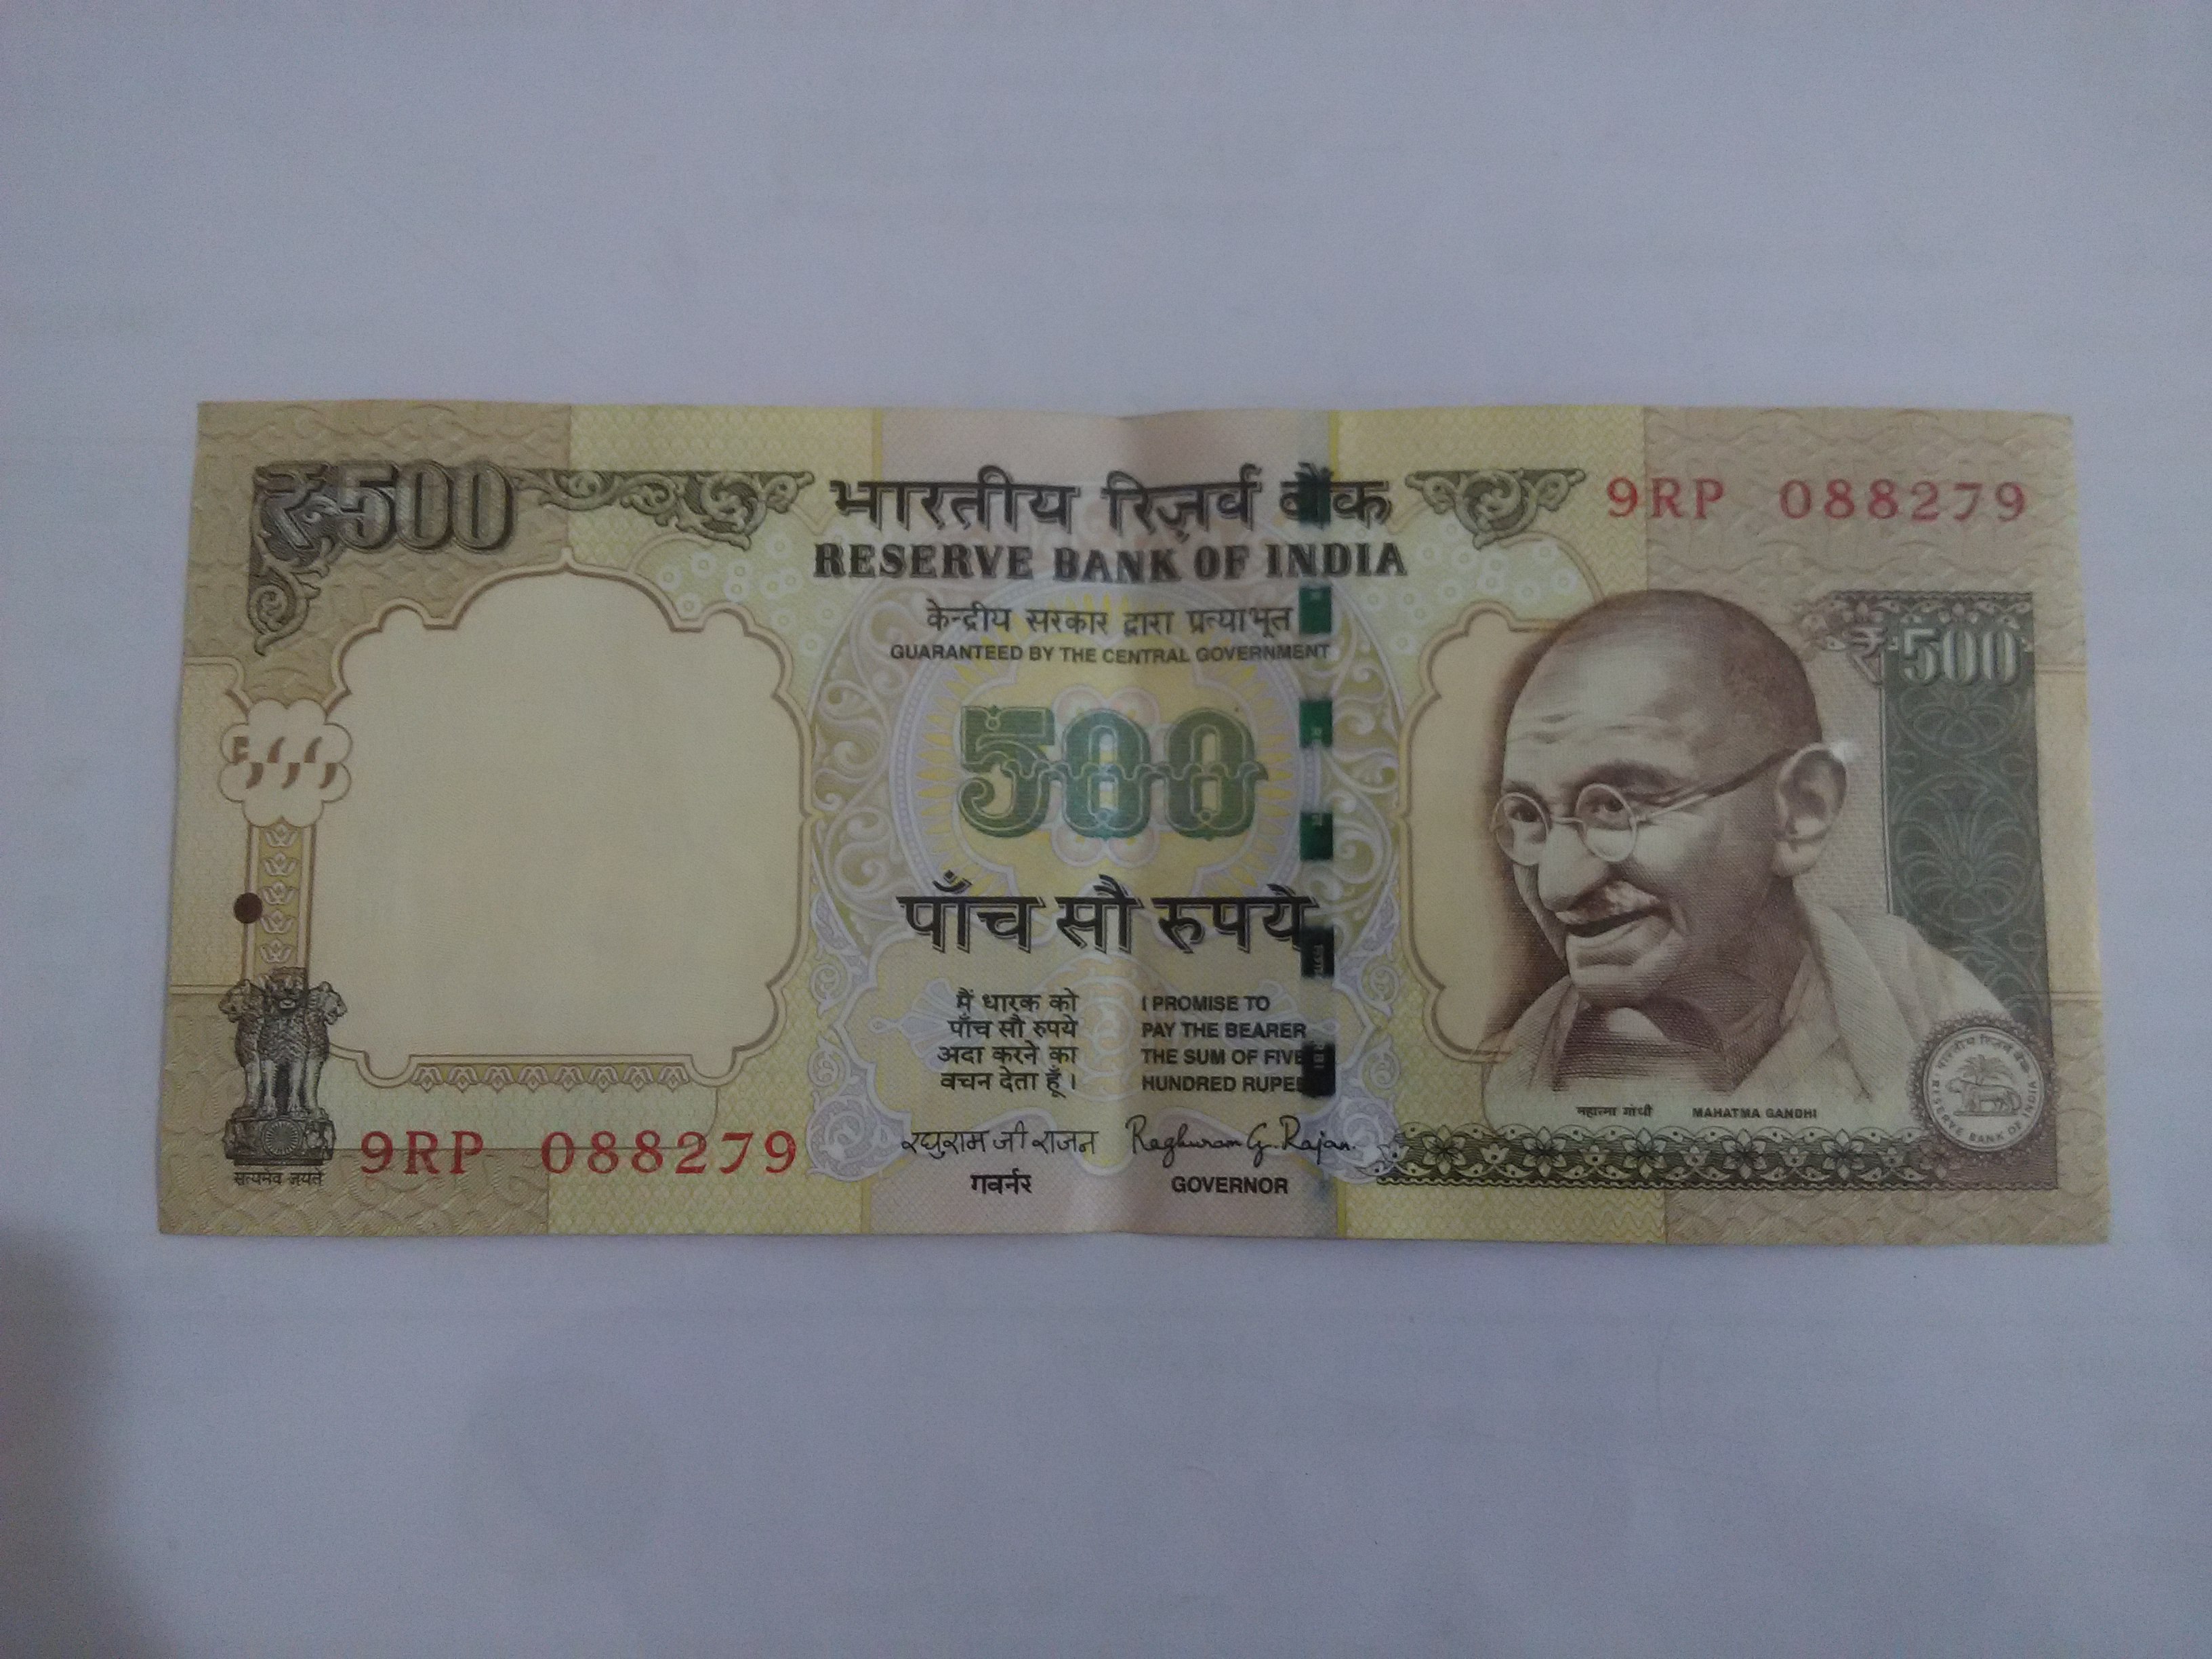 ₹500
भारतीय रिज़र्व बैंक
RESERVE BANK OF INDIA
9RP 088279
केन्द्रीय सरकार द्वारा प्रत्याभूत
GUARANTEED BY THE CENTRAL GOVERNMENT
₹500
500
पाँच सौ रुपये
मैं धारक को
पाँच सौ रुपये
अदा करने का
वचन देता हूँ।
I PROMISE TO
PAY THE BEARER
THE SUM OF FIVE
HUNDRED RUPEE
RBI
रघुराम जी राजन
गवर्नर
Raghuram G. Rajan
GOVERNOR
महात्मा गांधी MAHATMA GANDHI
भारतीय रिज़र्व बैंक
RESERVE BANK OF INDIA
सत्यमेव जयते
9RP 088279